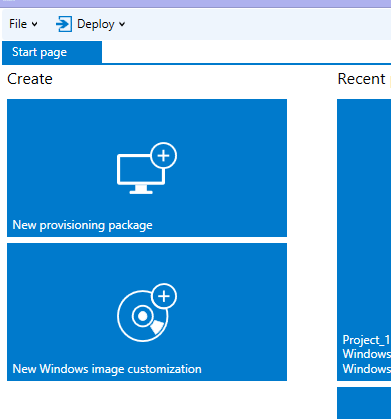 File
Deploy
Start page
Create
Recent
New provisioning package
New Windows image customization
Project_1
Windows
Windows